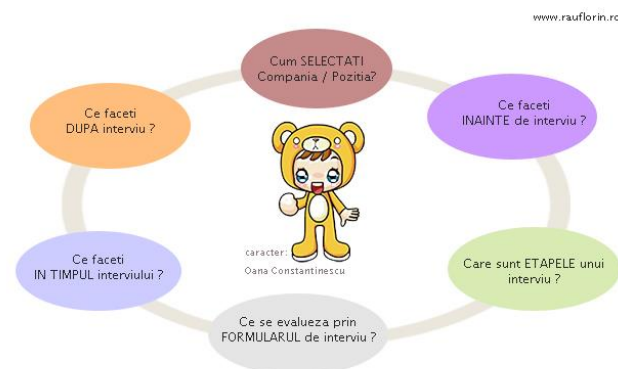 www.rauflorin.ro
Cum SELECTATI
Compania / Pozitia?
Ce faceti
INAINTE de interviu ?
Care sunt ETAPELE unui
interviu ?
Ce se evalueza prin
FORMULARUL de interviu ?
Ce faceti
IN TIMPUL interviului ?
Ce faceti
DUPA interviu ?
caracter:
Oana Constantinescu